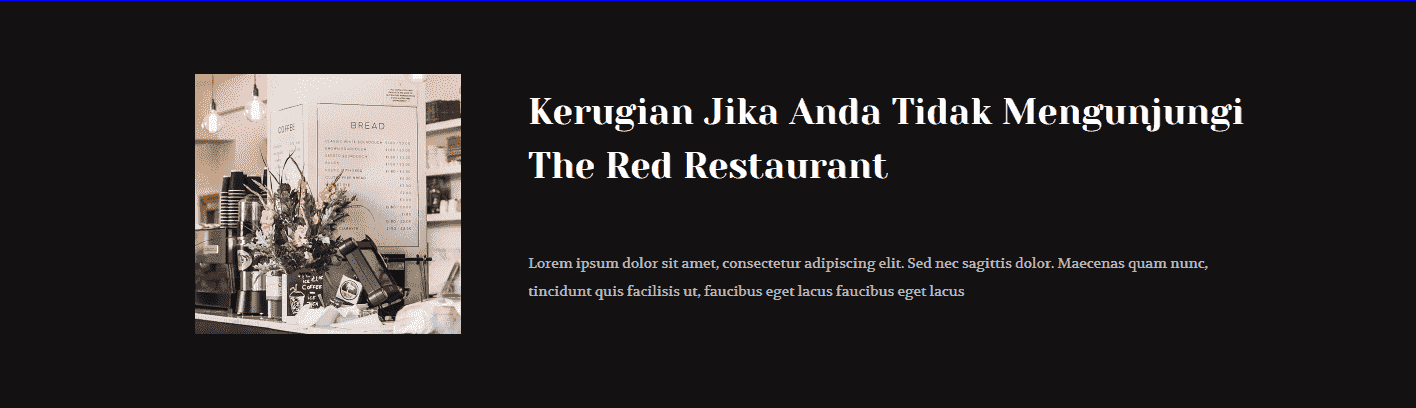 COFFEE
BREAD
Kerugian Jika Anda Tidak Mengunjungi
The Red Restaurant
Lorem ipsum dolor sit amet, consectetur adipiscing elit. Sed nec sagittis dolor. Maecenas quam nunc,
tincidunt quis facilisis ut, faucibus eget lacus faucibus eget lacus